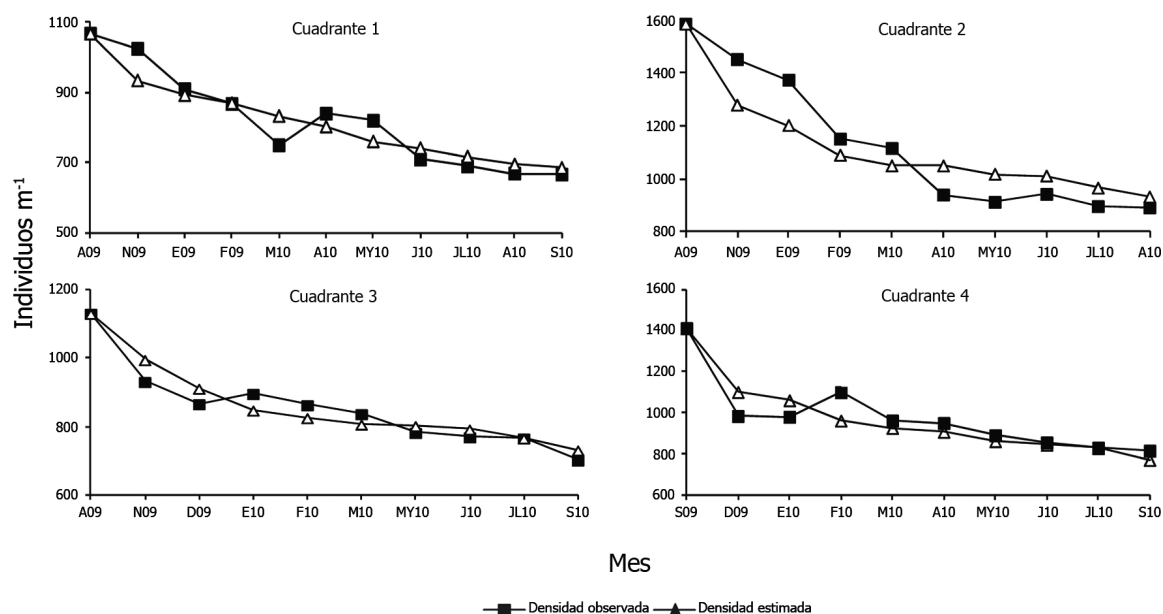 Cuadrante 1
1100
900
700
500
A09 N09 E09 F09 M10 A10 MY10 J10 JL10 A10 S10
Cuadrante 2
1600
1400
1200
1000
800
A09 N09 E09 F09 M10 A10 MY10 J10 JL10 A10
Individuos m-1
Cuadrante 3
1200
1000
800
600
A09 N09 D09 E10 F10 M10 MY10 J10 JL10 S10
Cuadrante 4
1600
1400
1200
1000
800
600
S09 D09 E10 F10 M10 A10 MY10 J10 JL10 S10
Mes
Densidad observada Densidad estimada